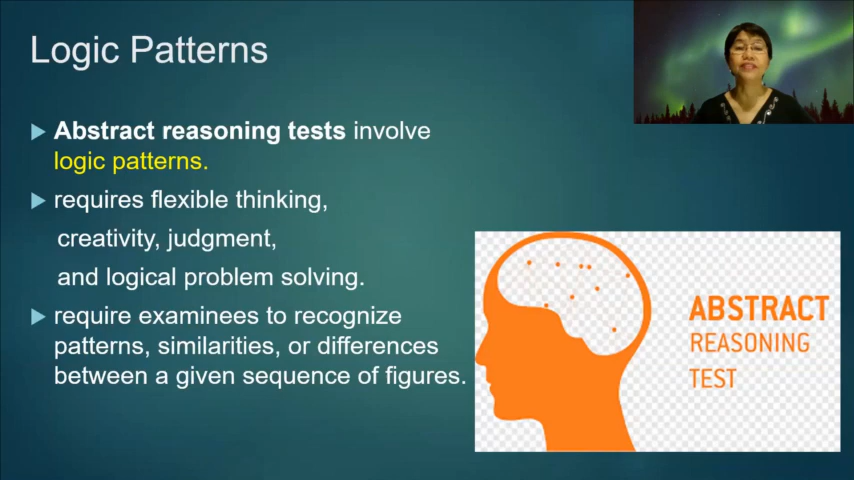 Logic Patterns
Abstract reasoning tests involve
logic patterns.
requires flexible thinking,
creativity, judgment,
and logical problem solving.
require examinees to recognize
patterns, similarities, or differences
between a given sequence of figures.
ABSTRACT
REASONING
TEST